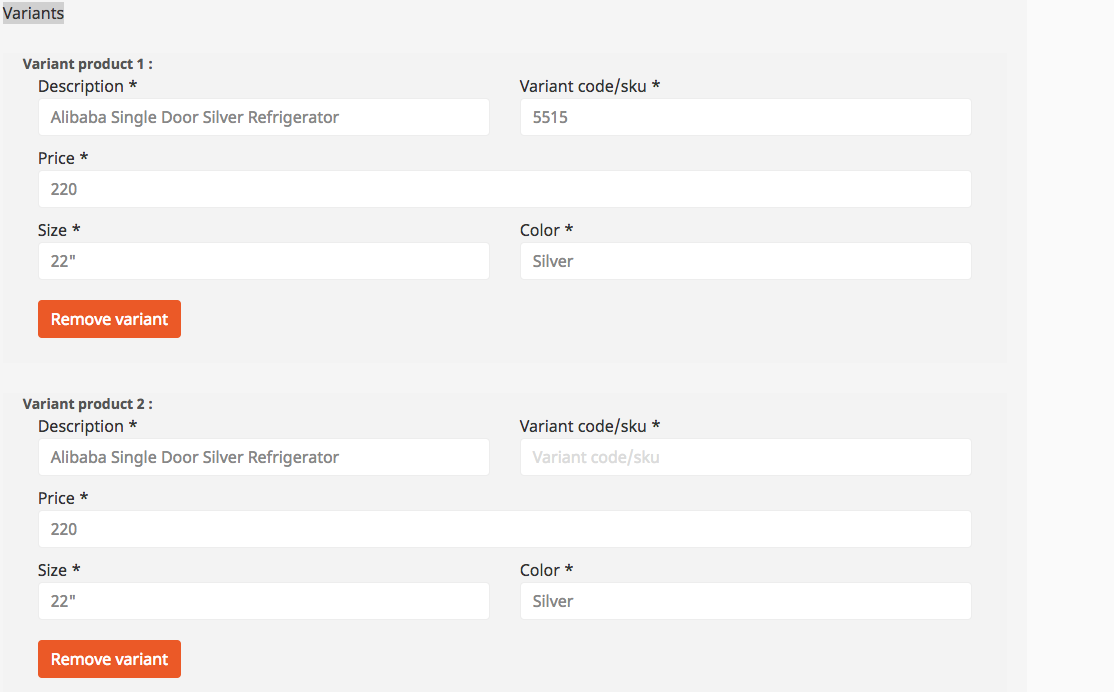 Variants
Variant product 1 :
Description * Variant code/sku *
Alibaba Single Door Silver Refrigerator 5515
Price *
220
Size * Color *
22" Silver
Remove variant
Variant product 2 :
Description * Variant code/sku *
Alibaba Single Door Silver Refrigerator Variant code/sku
Price *
220
Size * Color *
22" Silver
Remove variant